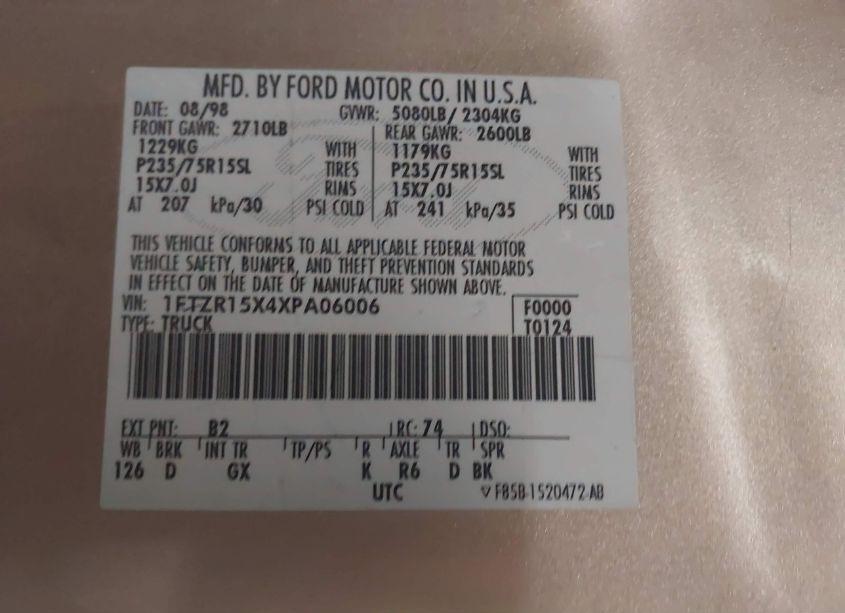 MFD. BY FORD MOTOR CO. IN U.S.A.
DATE: 08/98 GVWR: 5080LB/ 2304KG
FRONT GAWR: 2710LB REAR GAWR: 2600LB
1229KG WITH 1179KG WITH
P235/75R15SL TIRES P235/75R15SL TIRES
15X7.0J RIMS 15X7.0J RIMS
AT 207 kPa/30 PSI COLD AT 241 kPa/35 PSI COLD
THIS VEHICLE CONFORMS TO ALL APPLICABLE FEDERAL MOTOR
VEHICLE SAFETY, BUMPER, AND THEFT PREVENTION STANDARDS
IN EFFECT ON THE DATE OF MANUFACTURE SHOWN ABOVE.
VIN: 1FTZR15X4XPA06006 F0000
TYPE: TRUCK T0124
EXT PNT: B2 RC: 74 DSO:
WB BRK INT TR TP/PS R AXLE TR SPR
126 D GX K R6 D BK
UTC F85B-1520472-AB